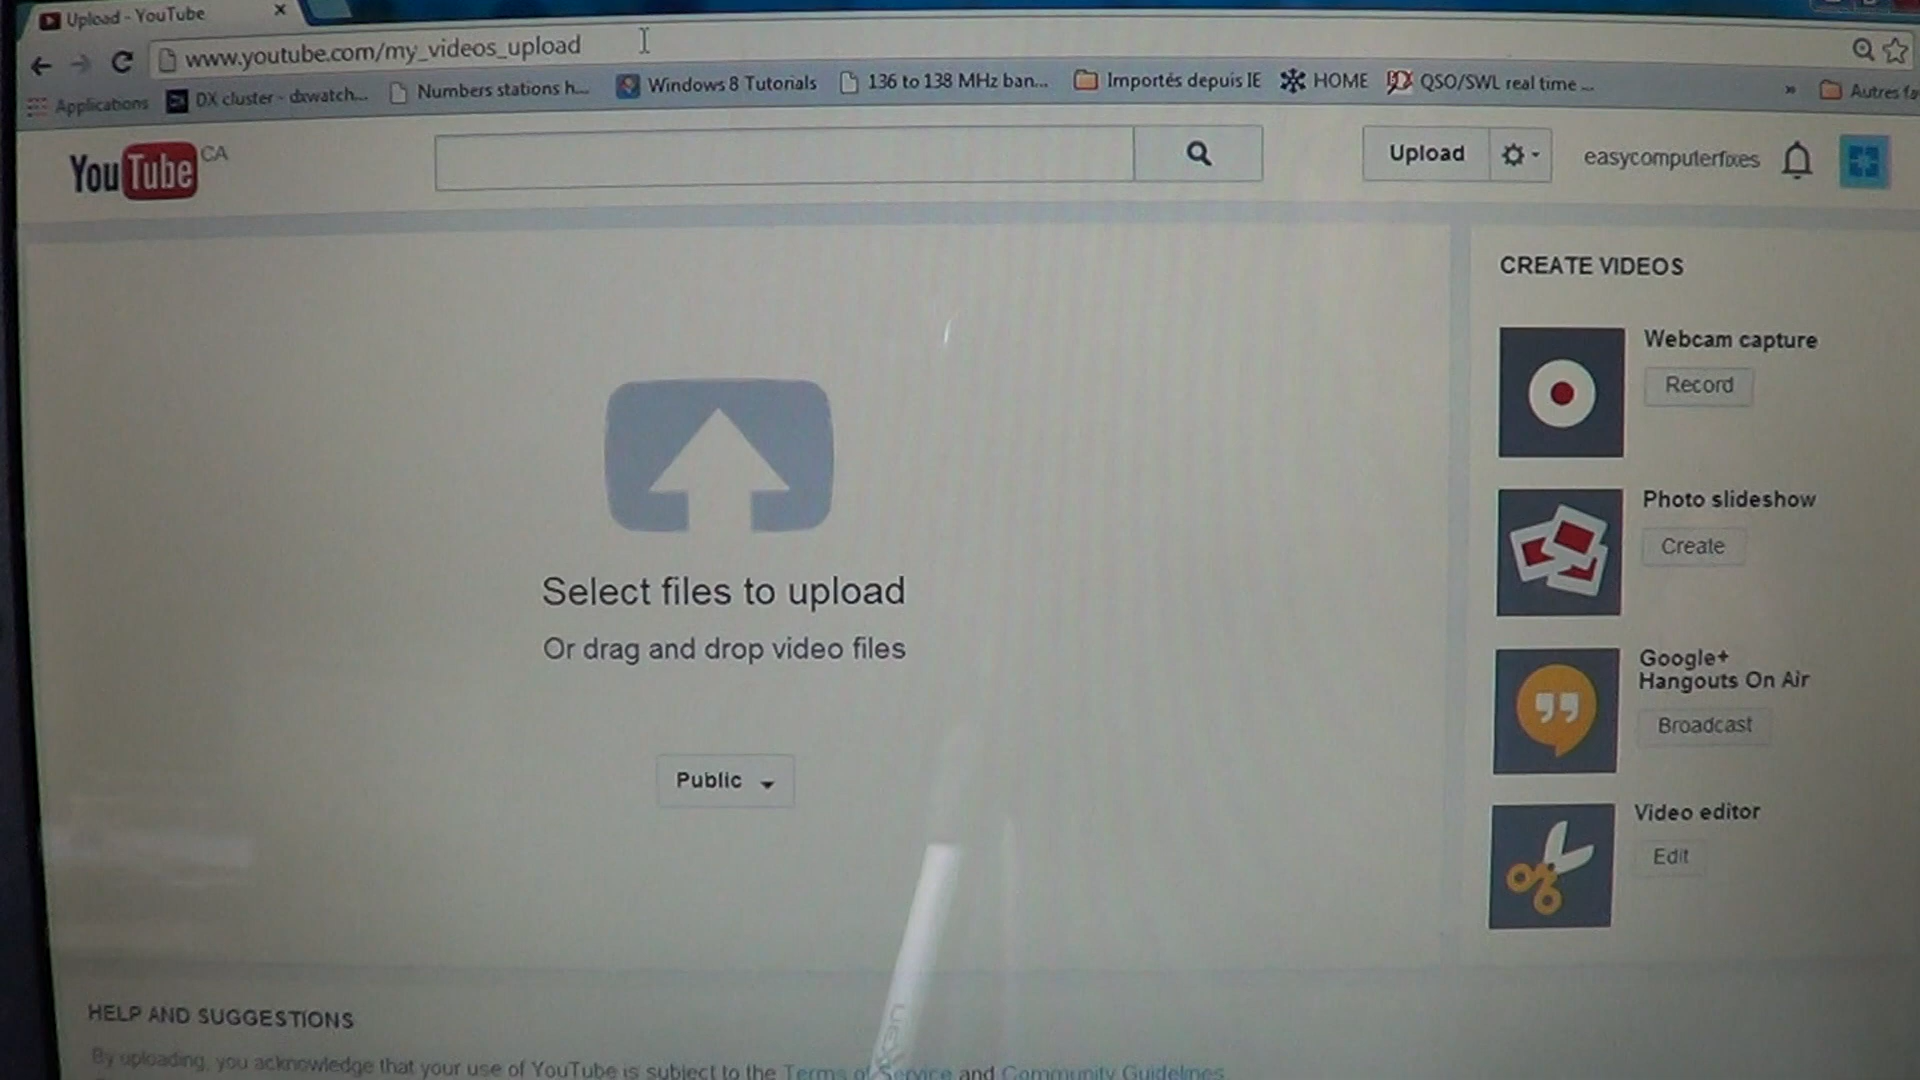 Upload - YouTube
www.youtube.com/my_videos_upload
Applications DX cluster - dxwatch... Numbers stations h... Windows 8 Tutorials 136 to 138 MHz ban... Importés depuis IE HOME QSO/SWL real time ... » Autres fa
YouTube CA Upload easycomputerfixes
CREATE VIDEOS
Webcam capture
Record
Photo slideshow
Create
Select files to upload
Or drag and drop video files
Google+
Hangouts On Air
Broadcast
Public
Video editor
Edit
HELP AND SUGGESTIONS
By uploading, you acknowledge that your use of YouTube is subject to the Terms of Service and Community Guidelines